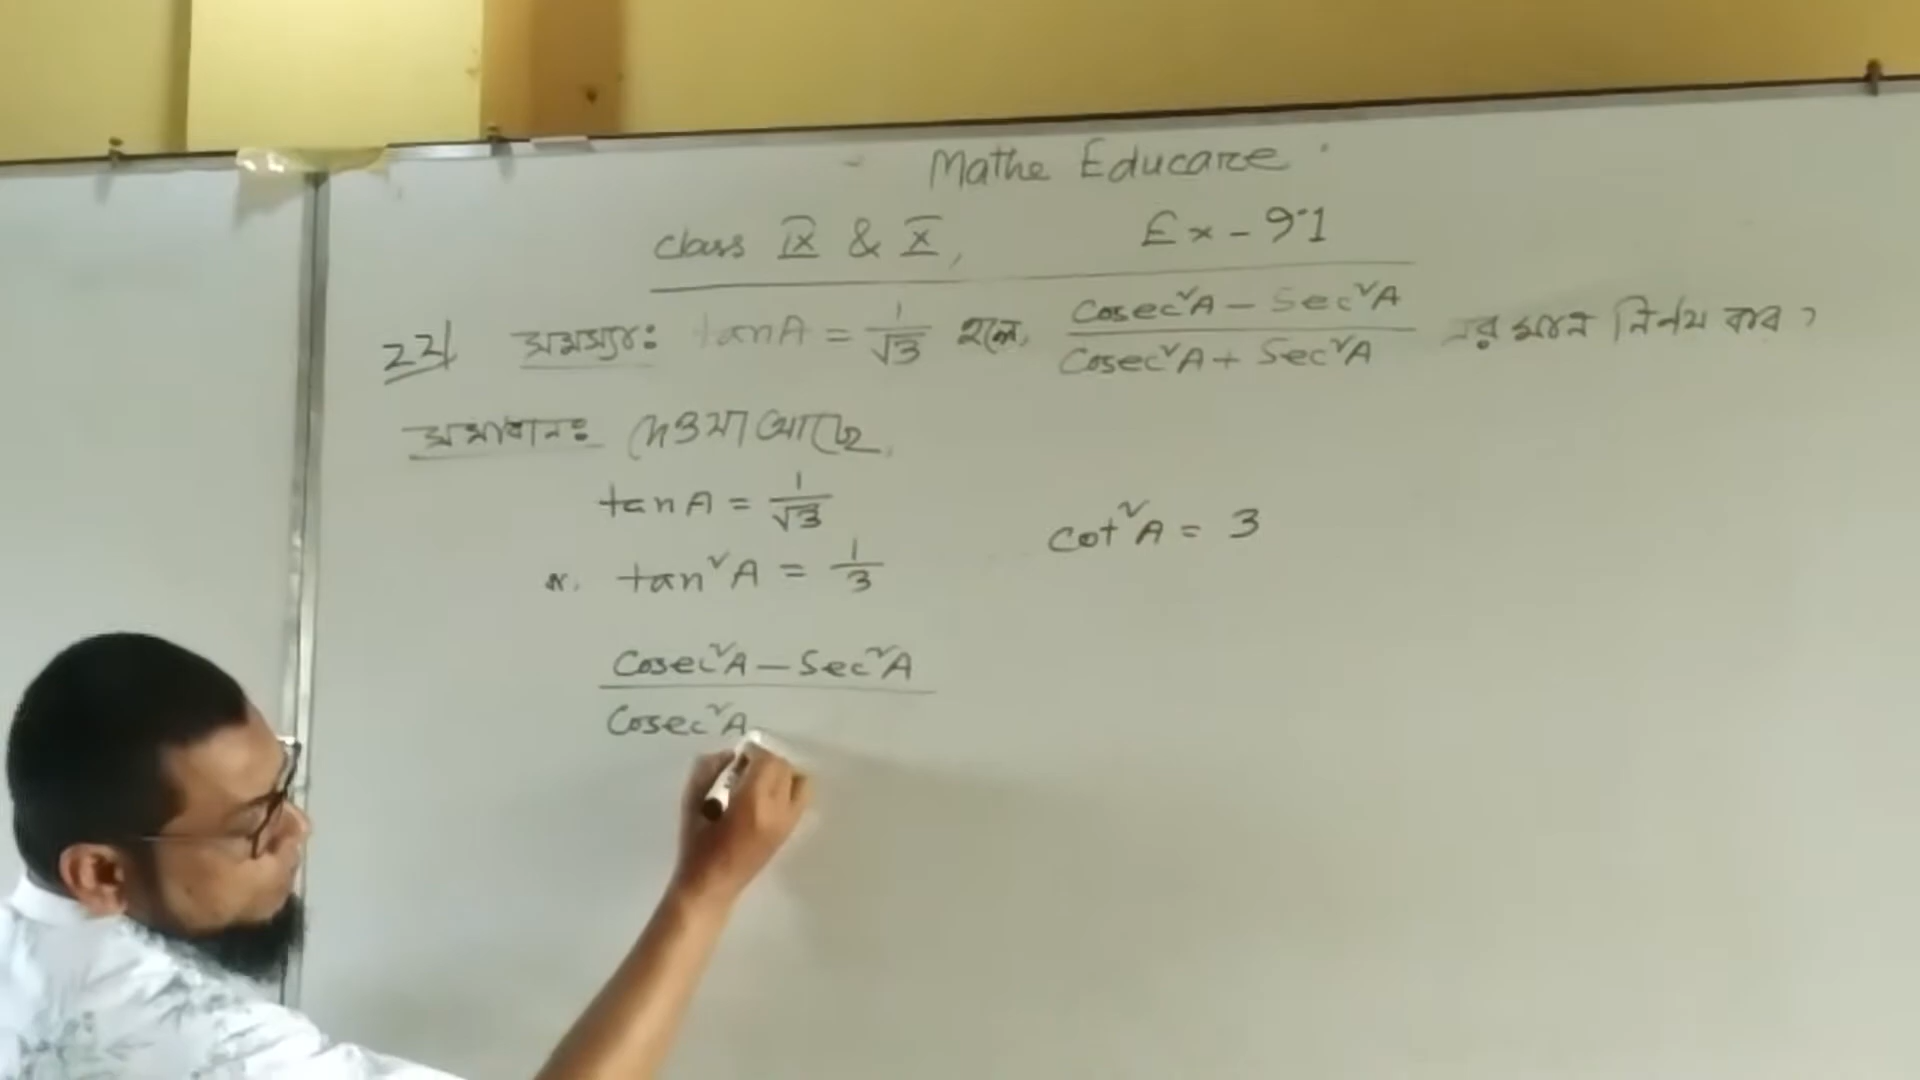 Mathe Educare
class IX & X, Ex-9.1
22| সমস্যা: tanA = 1/√3 হলে, (Cosec²A - Sec²A)/(Cosec²A + Sec²A) এর মান নির্ণয় কর ?
সমাধান: দেওয়া আছে,
tanA = 1/√3
tan²A = 1/3 cot²A = 3
Cosec²A - Sec²A
Cosec²A